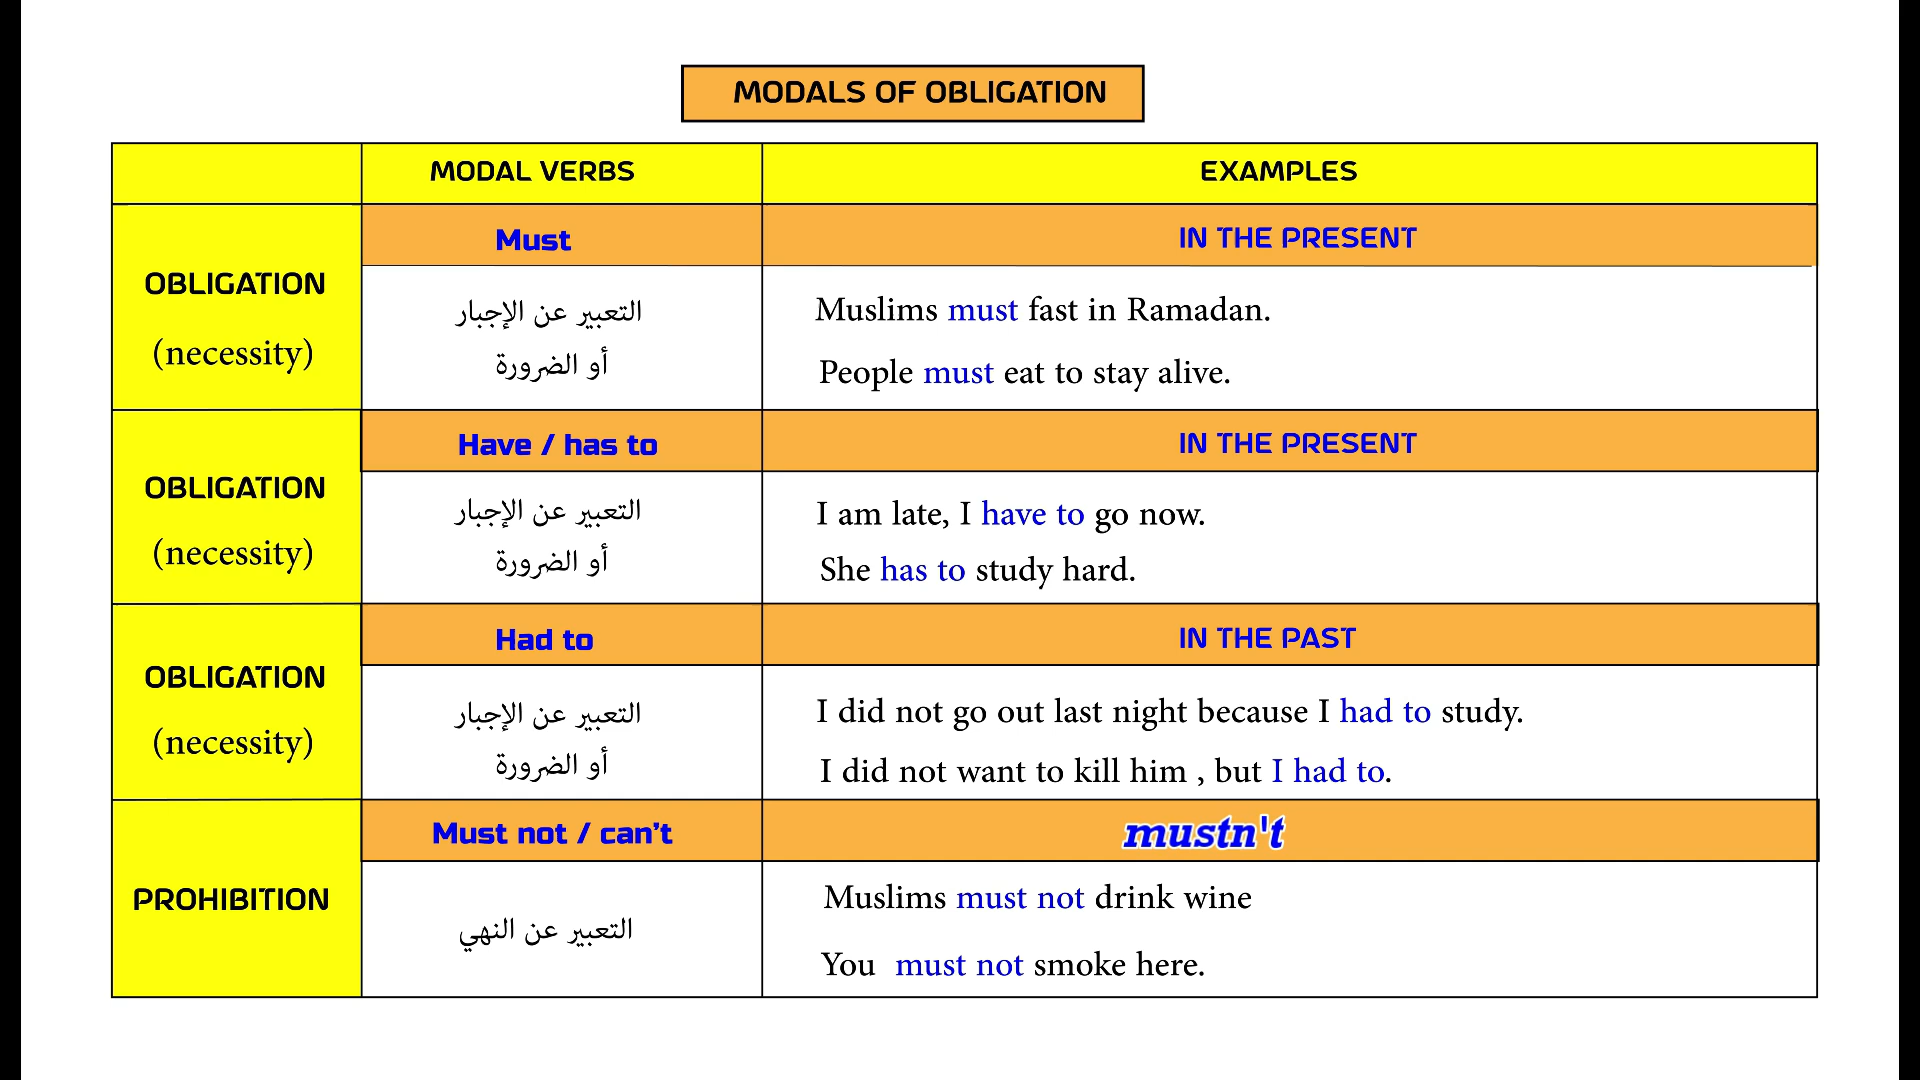 MODALS OF OBLIGATION
MODAL VERBS
EXAMPLES
OBLIGATION
(necessity)
Must
IN THE PRESENT
التعبير عن الإجبار
أو الضرورة
Muslims must fast in Ramadan.
People must eat to stay alive.
OBLIGATION
(necessity)
Have / has to
IN THE PRESENT
التعبير عن الإجبار
أو الضرورة
I am late, I have to go now.
She has to study hard.
OBLIGATION
(necessity)
Had to
IN THE PAST
التعبير عن الإجبار
أو الضرورة
I did not go out last night because I had to study.
I did not want to kill him , but I had to.
PROHIBITION
Must not / can’t
mustn't
التعبير عن النهي
Muslims must not drink wine
You must not smoke here.